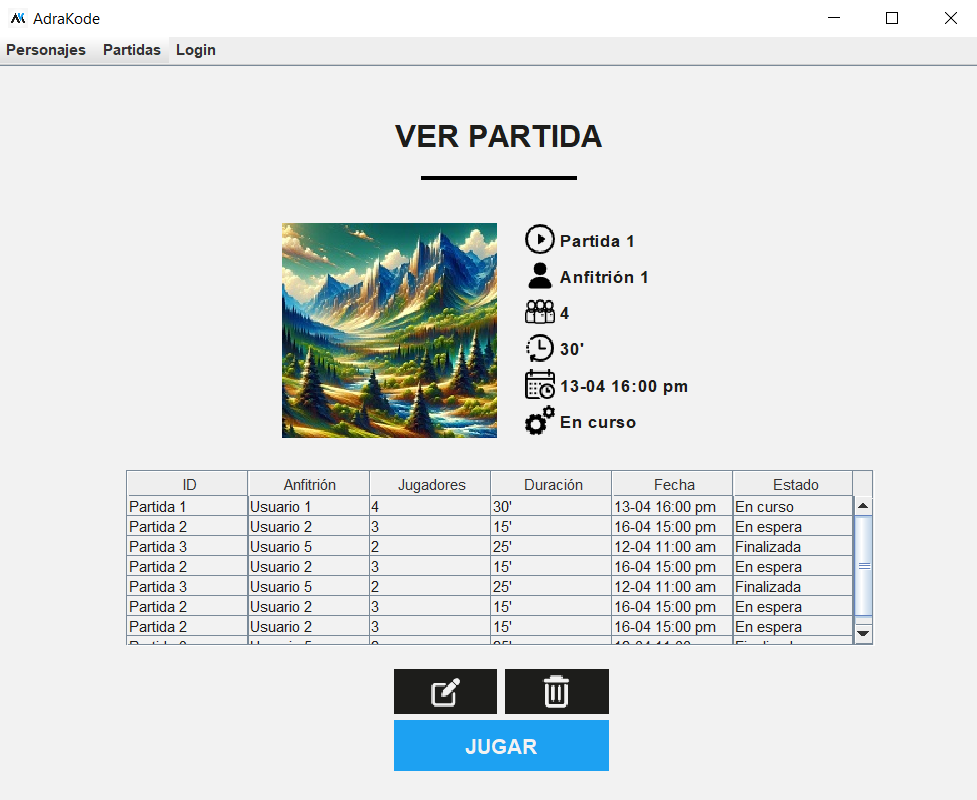 AdraKode
Personajes Partidas Login
VER PARTIDA
Partida 1
Anfitrión 1
4
30'
13-04 16:00 pm
En curso
ID Anfitrión Jugadores Duración Fecha Estado
Partida 1 Usuario 1 4 30' 13-04 16:00 pm En curso
Partida 2 Usuario 2 3 15' 16-04 15:00 pm En espera
Partida 3 Usuario 5 2 25' 12-04 11:00 am Finalizada
Partida 2 Usuario 2 3 15' 16-04 15:00 pm En espera
Partida 3 Usuario 5 2 25' 12-04 11:00 am Finalizada
Partida 2 Usuario 2 3 15' 16-04 15:00 pm En espera
Partida 2 Usuario 2 3 15' 16-04 15:00 pm En espera
JUGAR